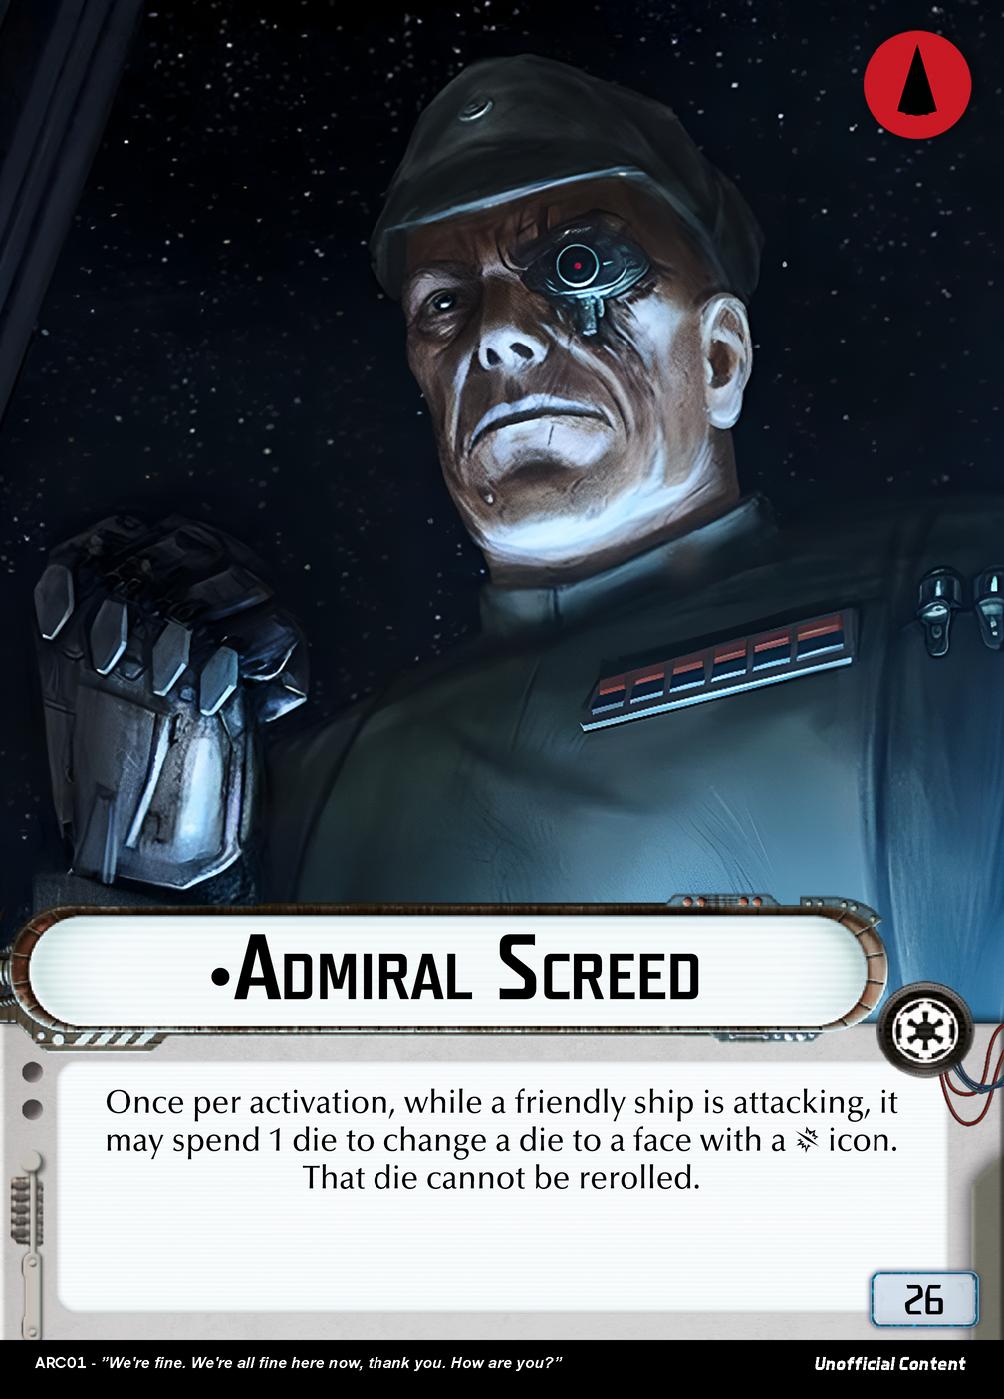 •Admiral Screed
Once per activation, while a friendly ship is attacking, it
may spend 1 die to change a die to a face with a icon.
That die cannot be rerolled.
26
ARC01 - ”We're fine. We're all fine here now, thank you. How are you?”
Unofficial Content